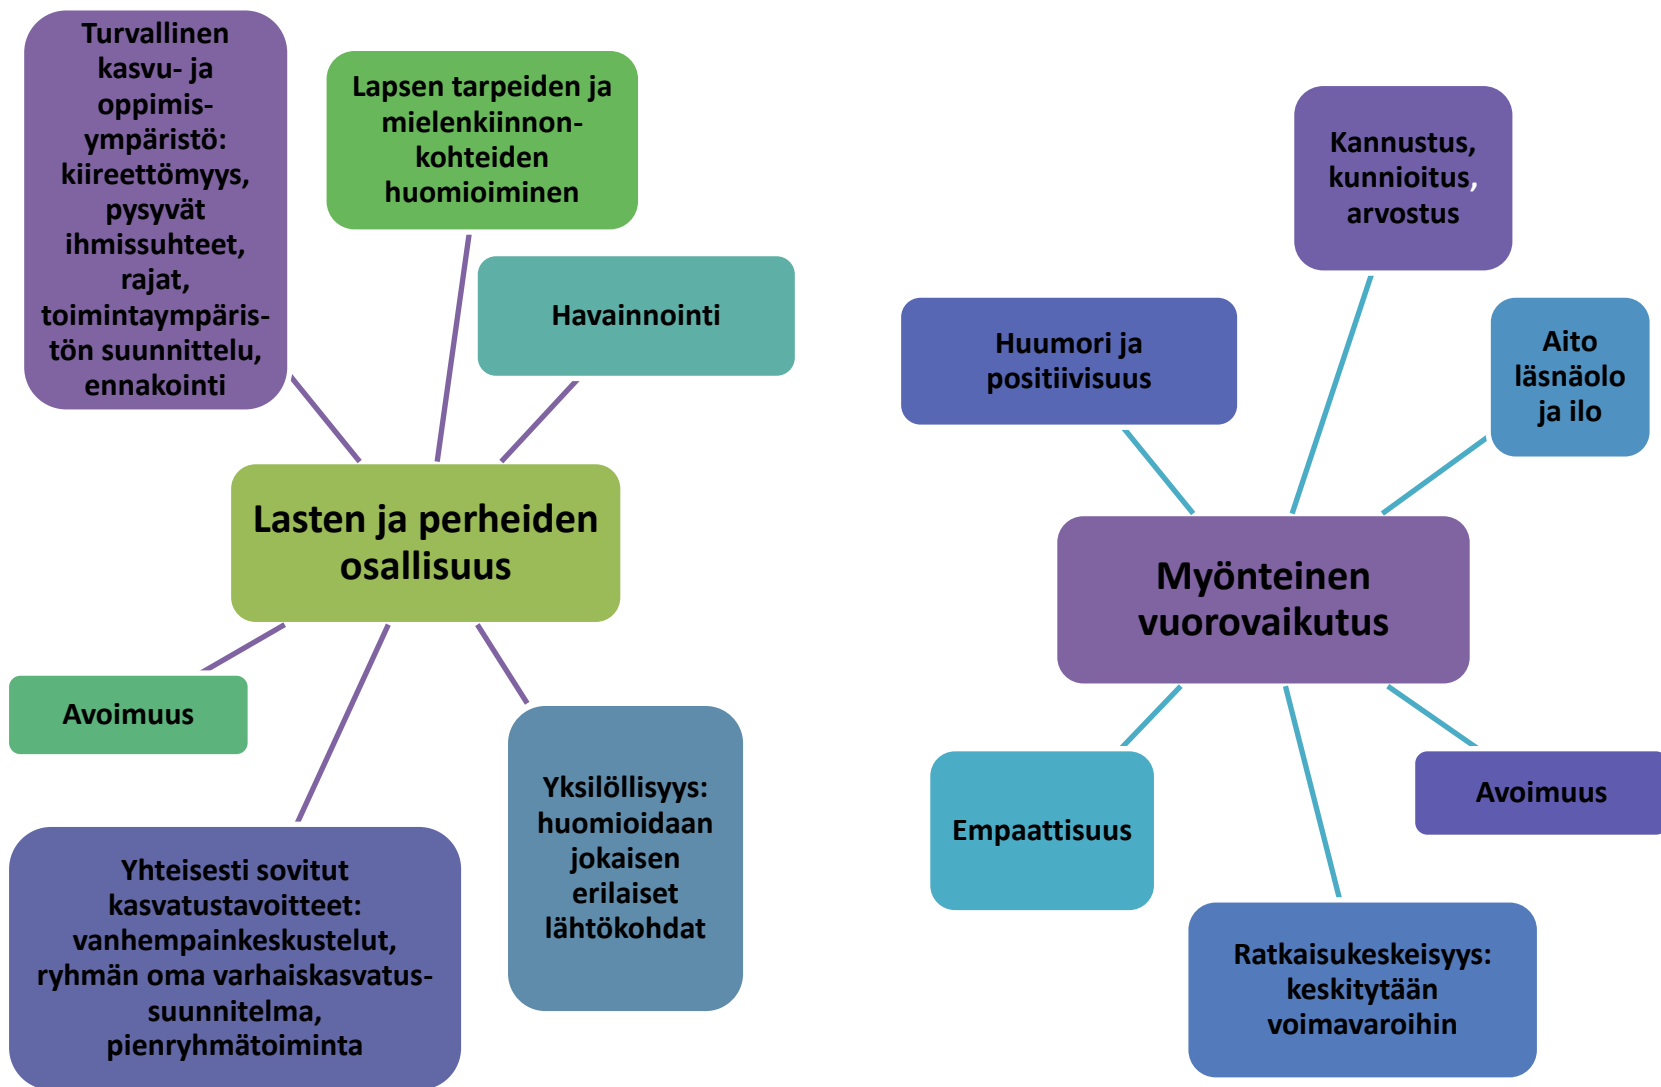 Turvallinen
kasvu- ja
oppimis-
ympäristö:
kiireettömyys,
pysyvät
ihmissuhteet,
rajat,
toimintaympäris-
tön suunnittelu,
ennakointi
Lapsen tarpeiden ja
mielenkiinnon-
kohteiden
huomioiminen
Havainnointi
Lasten ja perheiden
osallisuus
Avoimuus
Yksilöllisyys:
huomioidaan
jokaisen
erilaiset
lähtökohdat
Yhteisesti sovitut
kasvatustavoitteet:
vanhempainkeskustelut,
ryhmän oma varhaiskasvatus-
suunnitelma,
pienryhmätoiminta
Kannustus,
kunnioitus,
arvostus
Huumori ja
positiivisuus
Aito
läsnäolo
ja ilo
Myönteinen
vuorovaikutus
Empaattisuus
Avoimuus
Ratkaisukeskeisyys:
keskitytään
voimavaroihin